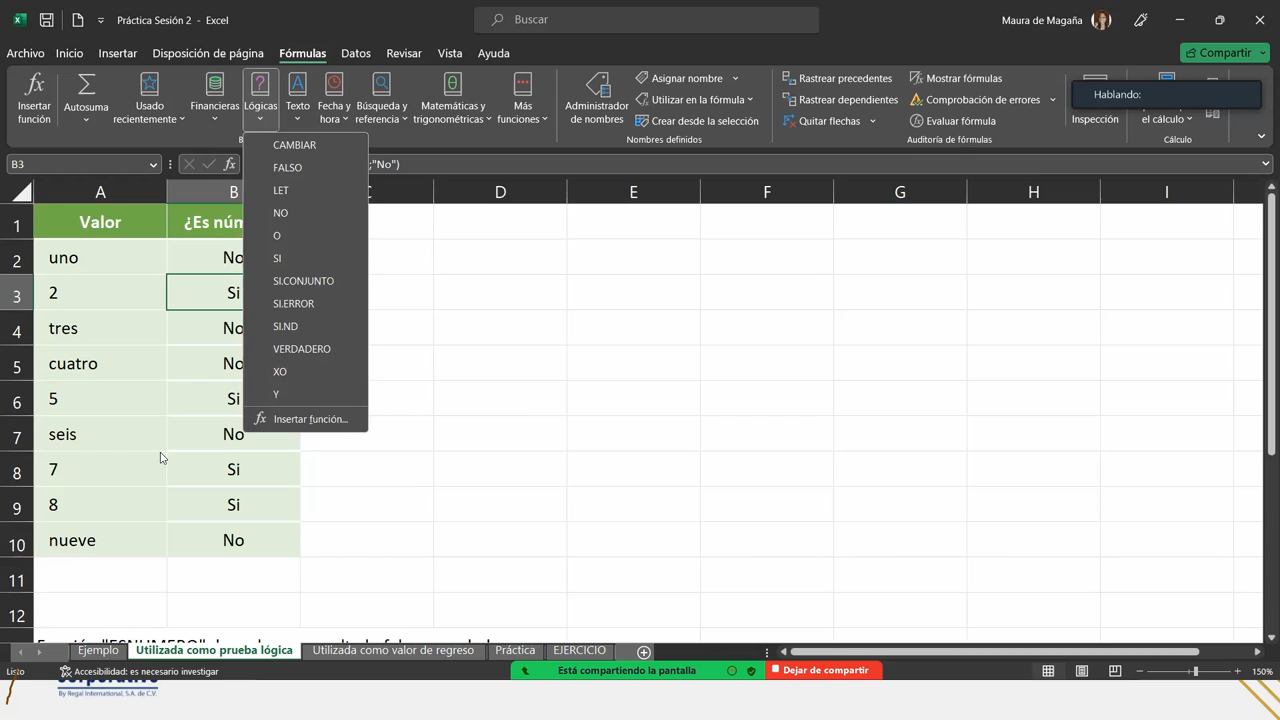 Práctica Sesión 2 - Excel
Buscar
Maura de Magaña
Archivo Inicio Insertar Disposición de página Fórmulas Datos Revisar Vista Ayuda
Compartir
Insertar función
Autosuma
Usado recientemente
Financieras
Lógicas
Texto
Fecha y hora
Búsqueda y referencia
Matemáticas y trigonométricas
Más funciones
Administrador de nombres
Asignar nombre
Utilizar en la fórmula
Crear desde la selección
Nombres definidos
Rastrear precedentes
Rastrear dependientes
Quitar flechas
Mostrar fórmulas
Comprobación de errores
Evaluar fórmula
Auditoría de fórmulas
Hablando:
Inspección
el cálculo
Cálculo
B3
fx
;"No")
CAMBIAR
FALSO
LET
NO
O
SI
SI.CONJUNTO
SI.ERROR
SI.ND
VERDADERO
XO
Y
fx Insertar función...
A B C D E F G H I
1 Valor ¿Es núm
2 uno No
3 2 Si
4 tres No
5 cuatro No
6 5 Si
7 seis No
8 7 Si
9 8 Si
10 nueve No
11
12
Ejemplo Utilizada como prueba lógica Utilizada como valor de regreso Práctica EJERCICIO
Listo Accesibilidad: es necesario investigar
Está compartiendo la pantalla
Dejar de compartir
150%
By Regal International, S.A. de C.V.